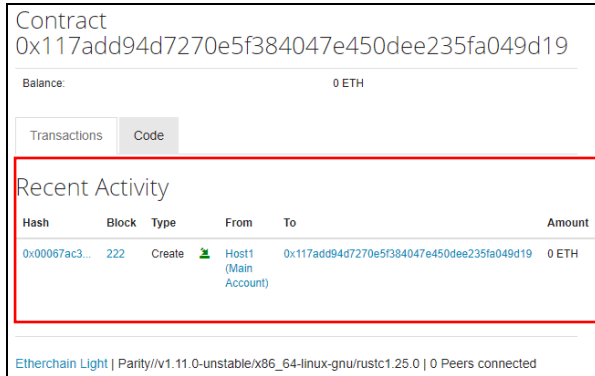 Contract
0x117add94d7270e5f384047e450dee235fa049d19
Balance: 0 ETH
Transactions Code
Recent Activity
Hash Block Type From To Amount
0x00067ac3... 222 Create Host1 0x117add94d7270e5f384047e450dee235fa049d19 0 ETH
(Main
Account)
Etherchain Light | Parity//v1.11.0-unstable/x86_64-linux-gnu/rustc1.25.0 | 0 Peers connected